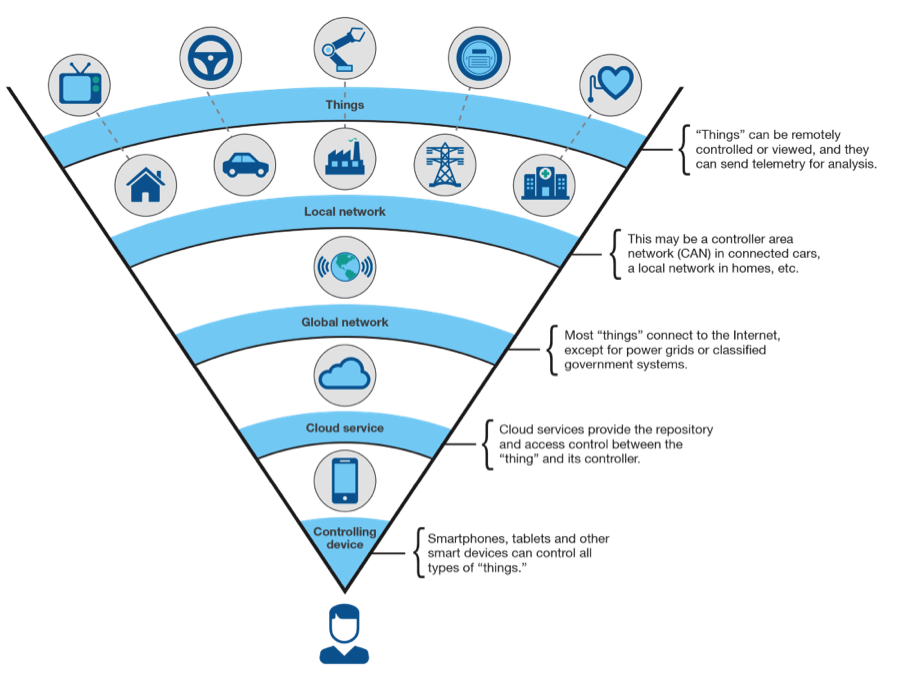 Things
"Things" can be remotely
controlled or viewed, and they
can send telemetry for analysis.
Local network
This may be a controller area
network (CAN) in connected cars,
a local network in homes, etc.
Global network
Most "things" connect to the Internet,
except for power grids or classified
government systems.
Cloud service
Cloud services provide the repository
and access control between the
"thing" and its controller.
Controlling
device
Smartphones, tablets and other
smart devices can control all
types of "things."